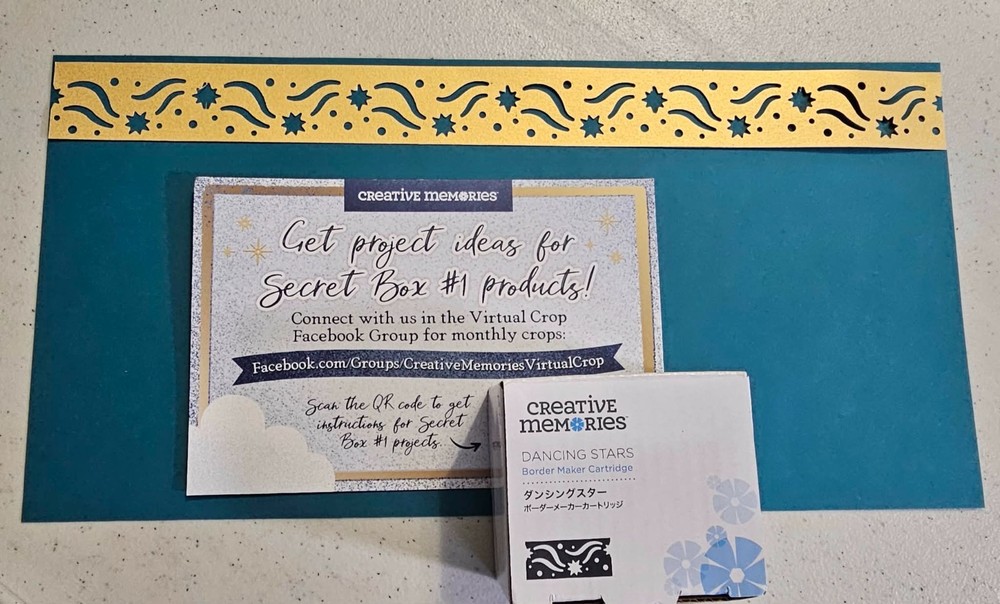 CREATIVE MEMORIES
Get project ideas for
Secret Box #1 products!
Connect with us in the Virtual Crop
Facebook Group for monthly crops:
Facebook.com/Groups/CreativeMemoriesVirtualCrop
Scan the QR code to get
instructions for Secret
Box #1 projects...
CREATIVE
MEMORIES™
DANCING STARS
Border Maker Cartridge
ダンシングスター
ボーダーメーカーカートリッジ